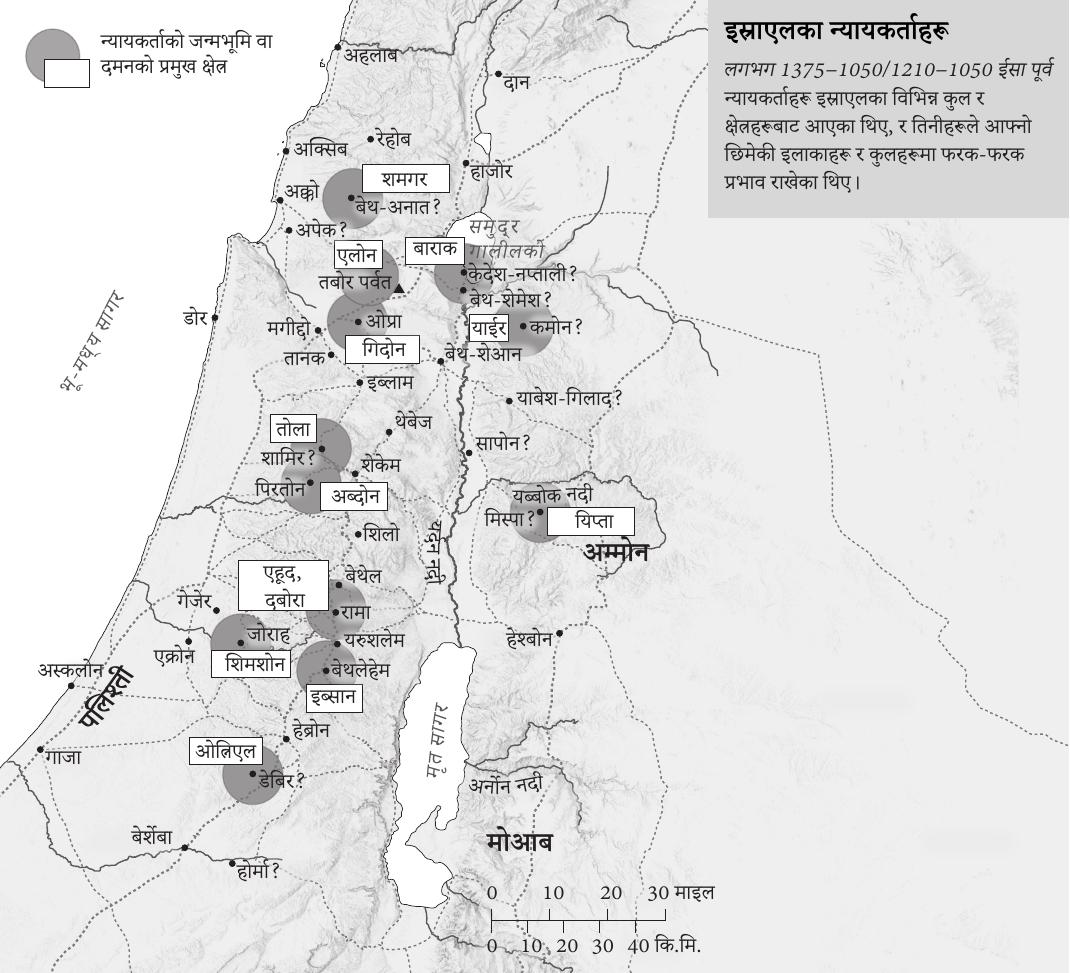 न्यायकर्ताको जन्मभूमि वा
दमनको प्रमुख क्षेत्र
इस्राएलका न्यायकर्ताहरू
लगभग 1375–1050/1210–1050 ईसा पूर्व
न्यायकर्ताहरू इस्राएलका विभिन्न कुल र
क्षेत्रहरूबाट आएका थिए, र तिनीहरूले आफ्नो
छिमेकी इलाकाहरू र कुलहरूमा फरक-फरक
प्रभाव राखेका थिए।
अहलाब
दान
रेहोब
अक्सिब
हाजोर
शमगर
अक्को
बेथ-अनात?
अपेक?
समुद्र
गालीलको
बाराक
एलोन
केदेश-नप्ताली?
तबोर पर्वत
बेथ-शेमेश?
डोर
ओप्रा
मगीद्दो
याईर
कमोन?
गिदोन
तानक
बेथ-शेआन
भू-मध्य सागर
इब्लाम
याबेश-गिलाद?
तोला
थेबेज
शामिर?
सापोन?
शेकेम
पिरतोन
अब्दोन
यब्बोक नदी
मिस्पा?
यिप्ता
शिलो
यर्दन नदी
अम्मोन
एहूद,
दबोरा
बेथेल
गेजेर
रामा
जोराह
यरुशलेम
हेश्बोन
एक्रोन
शिमशोन
बेथलेहेम
अस्कलोन
पलिश्ती
इब्सान
हेब्रोन
ओत्निएल
मृत सागर
गाजा
डेबिर?
अर्नोन नदी
बेर्शेबा
मोआब
होर्मा?
0 10 20 30 माइल
0 10 20 30 40 कि.मि.